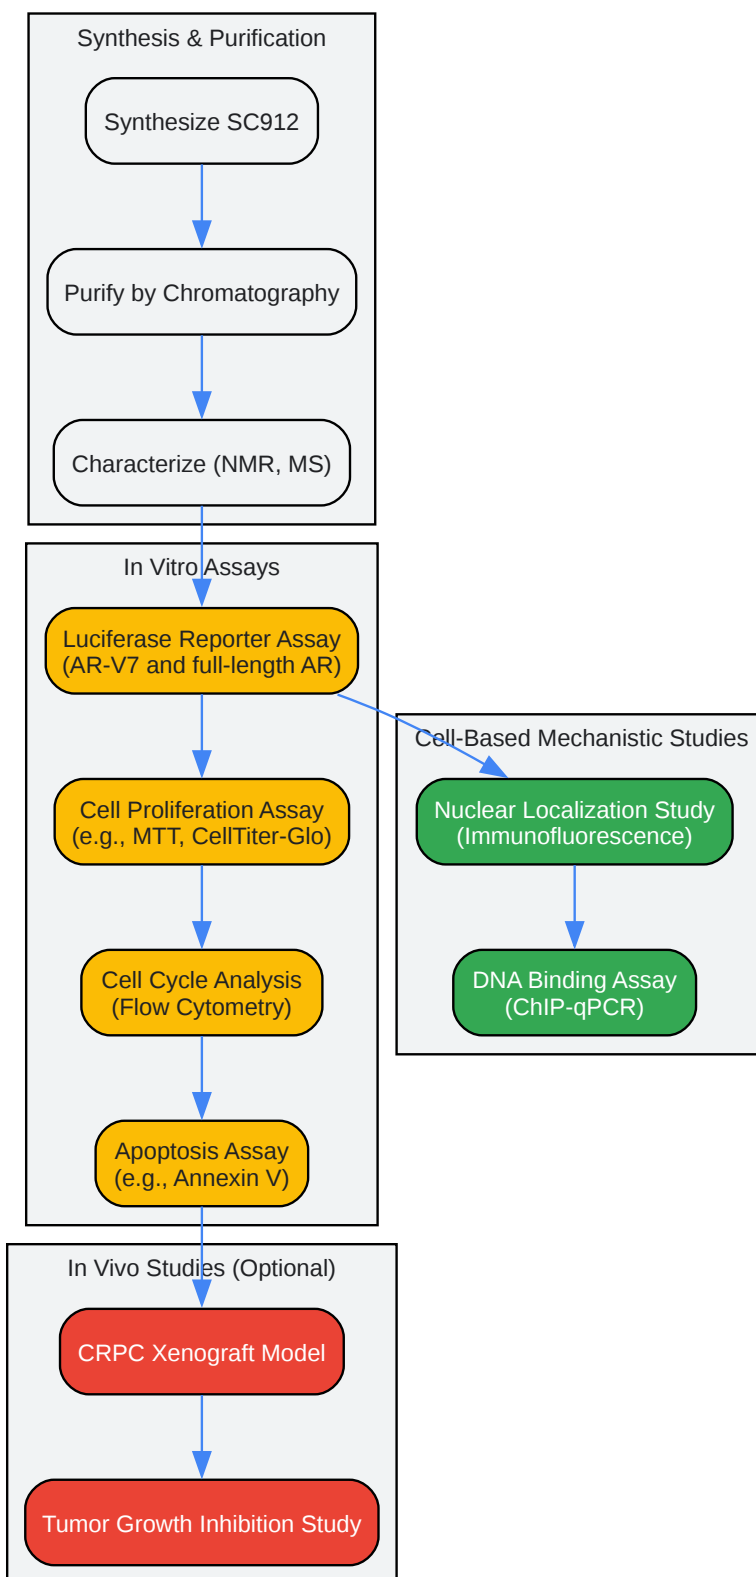 Synthesis & Purification
Synthesize SC912
Purify by Chromatography
Characterize (NMR, MS)
In Vitro Assays
Luciferase Reporter Assay
(AR-V7 and full-length AR)
Cell Proliferation Assay
(e.g., MTT, CellTiter-Glo)
Cell Cycle Analysis
(Flow Cytometry)
Apoptosis Assay
(e.g., Annexin V)
Cell-Based Mechanistic Studies
Nuclear Localization Study
(Immunofluorescence)
DNA Binding Assay
(ChIP-qPCR)
In Vivo Studies (Optional)
CRPC Xenograft Model
Tumor Growth Inhibition Study